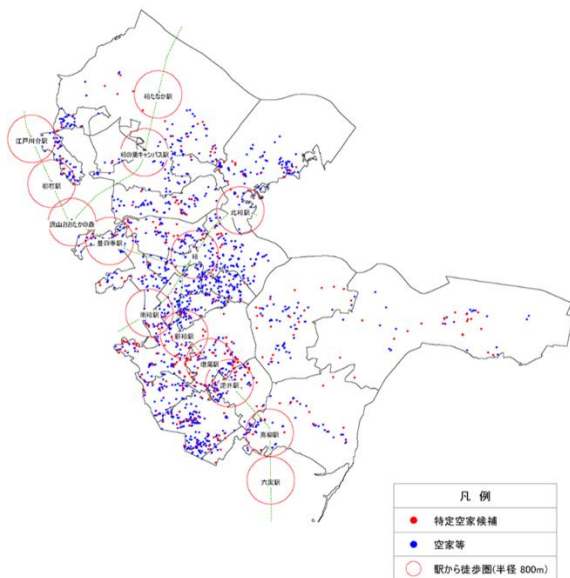 柏たなか駅
江戸川台駅
柏の葉キャンパス駅
初石駅
流山おおたかの森
北柏駅
豊四季駅
柏
南柏駅
新柏駅
増尾駅
逆井駅
高柳駅
六実駅
凡 例
特定空家候補
空家等
駅から徒歩圏(半径 800m)